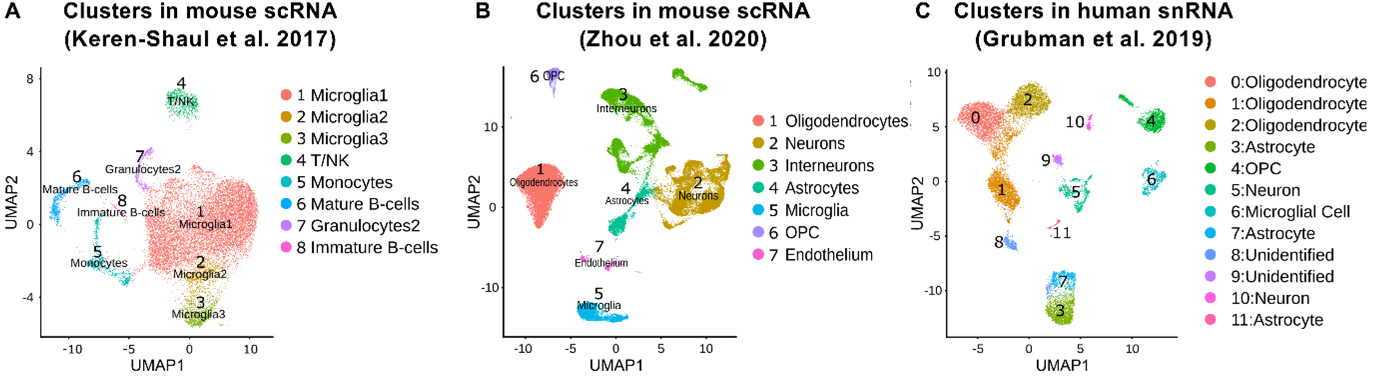 A
Clusters in mouse scRNA
(Keren-Shaul et al. 2017)
UMAP2
8
4
0
-4
-10
-5
0
5
10
UMAP1
4
T/NK
7
Granulocytes2
6
Mature B-cells
8
Immature B-cells
1
Microglia1
5
Monocytes
2
Microglia2
3
Microglia3
1 Microglia1
2 Microglia2
3 Microglia3
4 T/NK
5 Monocytes
6 Mature B-cells
7 Granulocytes2
8 Immature B-cells
B
Clusters in mouse scRNA
(Zhou et al. 2020)
UMAP2
10
0
-10
-10
-5
0
5
10
UMAP1
6 OPC
3
Interneurons
1
Oligodendrocytes
2
Neurons
4
Astrocytes
7
Endothelium
5
Microglia
1 Oligodendrocytes
2 Neurons
3 Interneurons
4 Astrocytes
5 Microglia
6 OPC
7 Endothelium
C
Clusters in human snRNA
(Grubman et al. 2019)
UMAP2
10
5
0
-5
-10
-5
0
5
10
UMAP1
2
0
10
4
9
1
5
6
11
8
7
3
0:Oligodendrocyte
1:Oligodendrocyte
2:Oligodendrocyte
3:Astrocyte
4:OPC
5:Neuron
6:Microglial Cell
7:Astrocyte
8:Unidentified
9:Unidentified
10:Neuron
11:Astrocyte